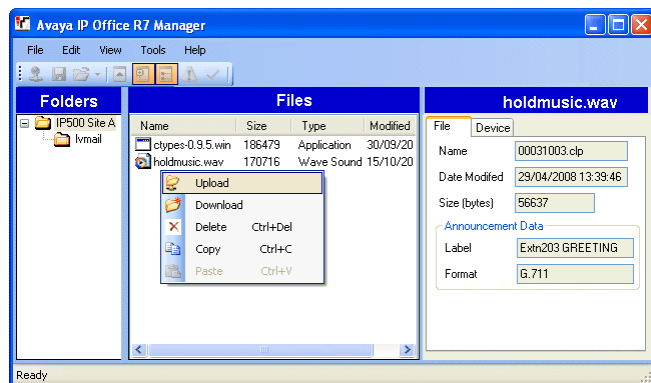 Avaya IP Office R7 Manager
File Edit View Tools Help
Folders
IP500 Site A
lvmail
Files
Name Size Type Modified
ctypes-0.9.5.win 186479 Application 30/09/20
holdmusic.wav 170716 Wave Sound 15/10/20
Upload
Download
Delete Ctrl+Del
Copy Ctrl+C
Paste Ctrl+V
holdmusic.wav
File Device
Name 00031003.clp
Date Modifed 29/04/2008 13:39:46
Size (bytes) 56637
Announcement Data
Label Extn203 GREETING
Format G.711
Ready